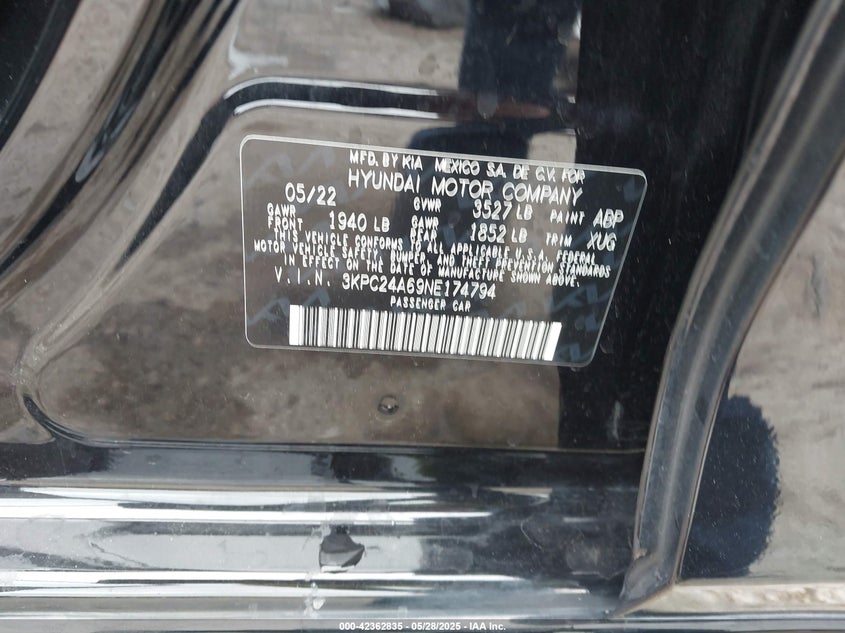 MFD. BY KIA MEXICO S.A. DE C.V. FOR
HYUNDAI MOTOR COMPANY
05/22 GVWR 3527 LB PAINT ABP
GAWR FRONT 1940 LB GAWR REAR 1852 LB TRIM XUG
THIS VEHICLE CONFORMS TO ALL APPLICABLE U.S.A. FEDERAL
MOTOR VEHICLE SAFETY, BUMPER, AND THEFT PREVENTION STANDARDS
IN EFFECT ON THE DATE OF MANUFACTURE SHOWN ABOVE.
V.I.N. 3KPC24A69NE174794
PASSENGER CAR
000-42362835 - 05/28/2025 - IAA Inc.